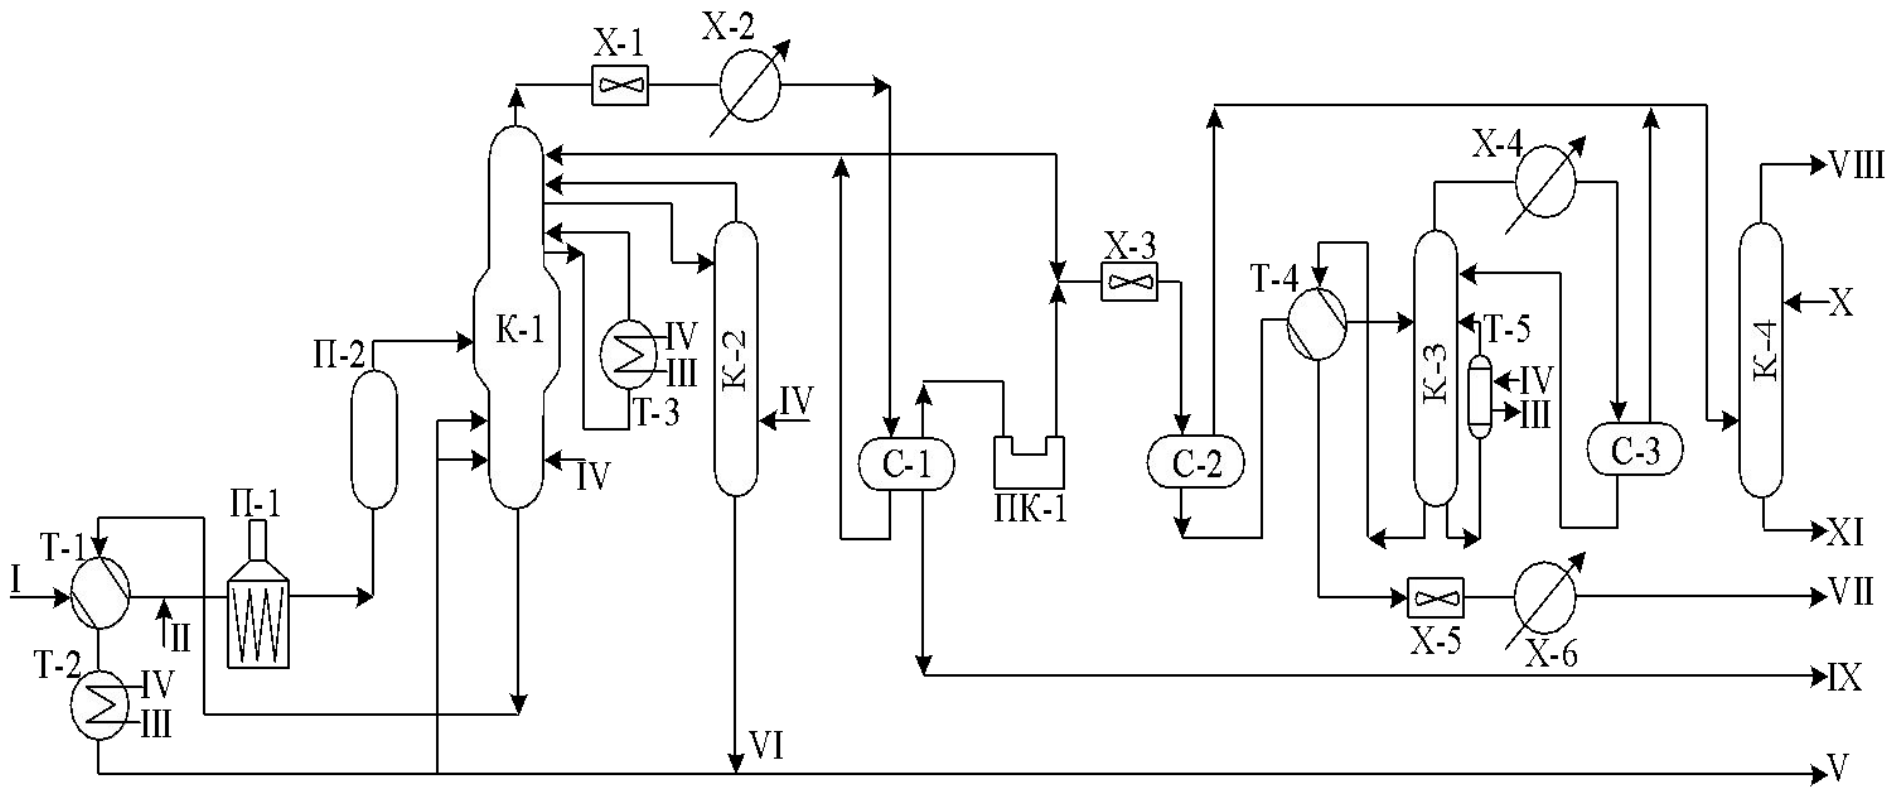 Х-1
Х-2
Х-4
VIII
Х-3
Т-4
X
К-1
П-2
IV
III
Т-3
К-2
К-3
Т-5
IV
III
К-4
IV
С-1
С-2
С-3
IV
П-1
ПК-1
XI
Т-1
I
II
VII
Х-5
Х-6
Т-2
IV
III
IX
VI
V